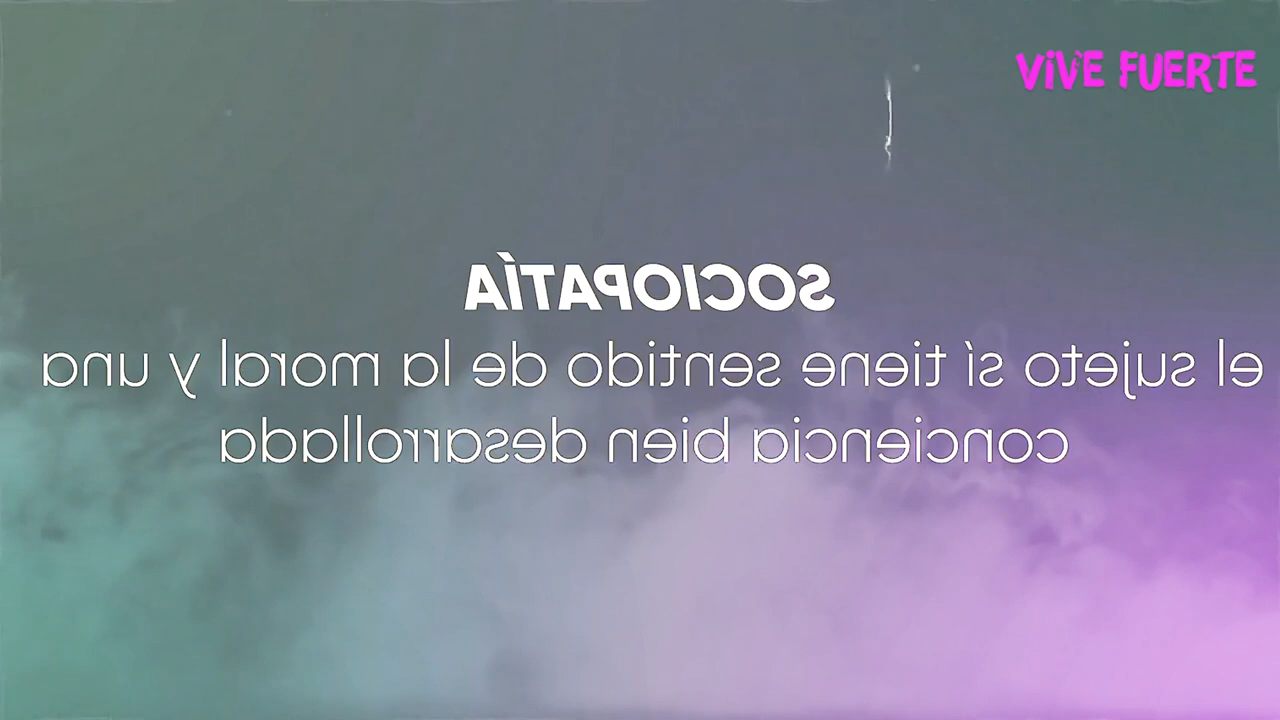 VIVE FUERTE
SOCIOPATÍA
el sujeto sí tiene sentido de la moral y una
conciencia bien desarrollada